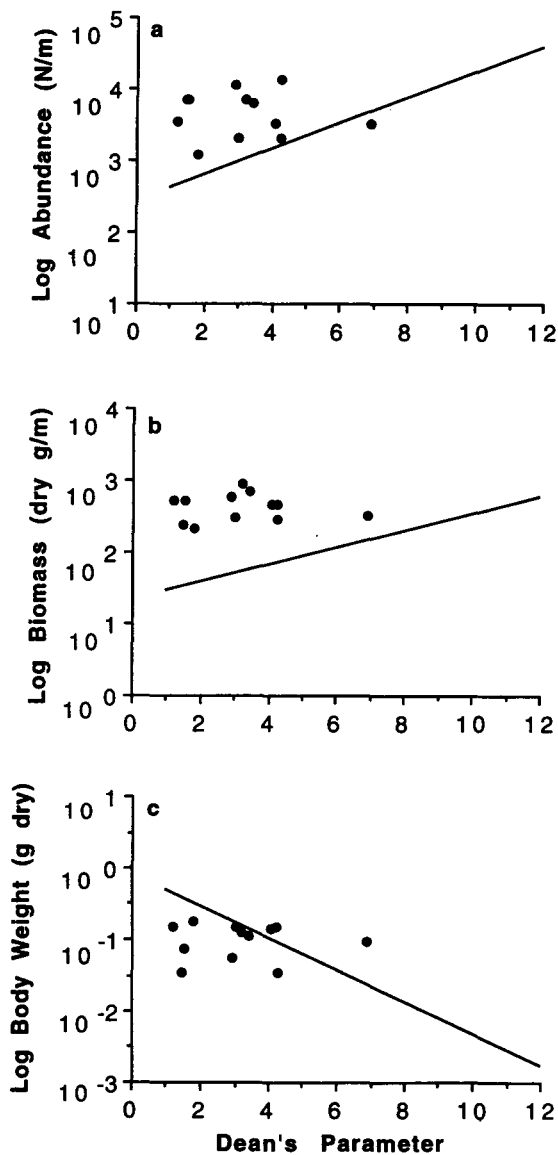 a
10 5
10 4
10 3
10 2
10 1
Log Abundance (N/m)
0 2 4 6 8 10 12
b
10 4
10 3
10 2
10 1
10 0
Log Biomass (dry g/m)
0 2 4 6 8 10 12
c
10 1
10 0
10 -1
10 -2
10 -3
Log Body Weight (g dry)
0 2 4 6 8 10 12
Dean's Parameter